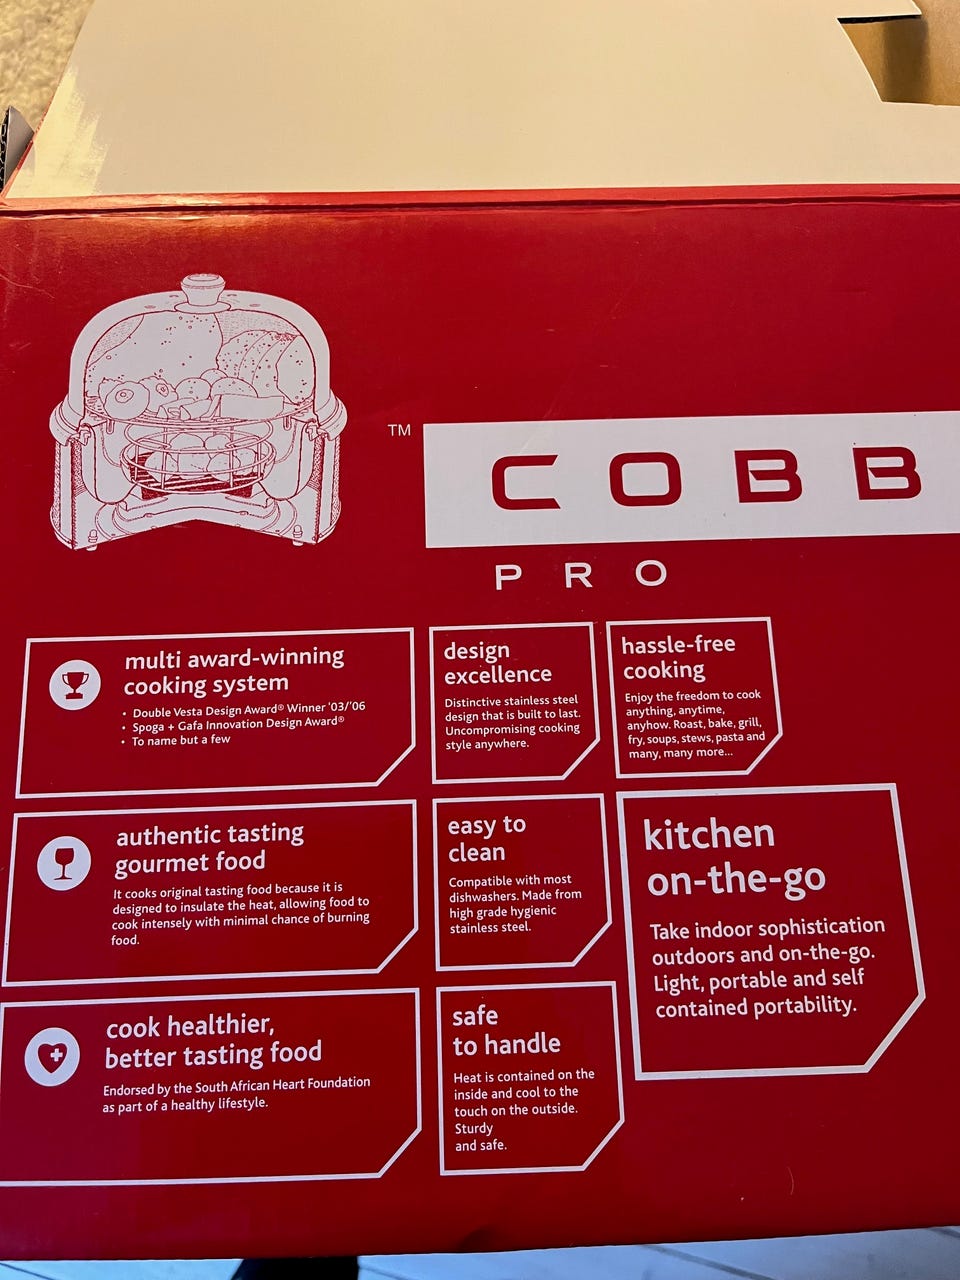 ™
COBB
PRO
multi award-winning
cooking system
• Double Vesta Design Award® Winner '03/'06
• Spoga + Gafa Innovation Design Award®
• To name but a few
design
excellence
Distinctive stainless steel
design that is built to last.
Uncompromising cooking
style anywhere.
hassle-free
cooking
Enjoy the freedom to cook
anything, anytime,
anyhow. Roast, bake, grill,
fry, soups, stews, pasta and
many, many more...
authentic tasting
gourmet food
It cooks original tasting food because it is
designed to insulate the heat, allowing food to
cook intensely with minimal chance of burning
food.
easy to
clean
Compatible with most
dishwashers. Made from
high grade hygienic
stainless steel.
kitchen
on-the-go
Take indoor sophistication
outdoors and on-the-go.
Light, portable and self
contained portability.
cook healthier,
better tasting food
Endorsed by the South African Heart Foundation
as part of a healthy lifestyle.
safe
to handle
Heat is contained on the
inside and cool to the
touch on the outside.
Sturdy
and safe.